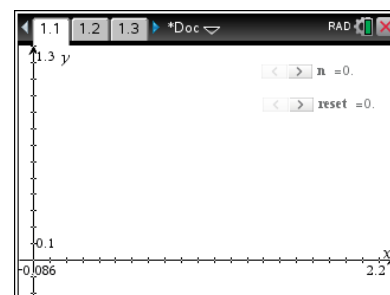 1.1 1.2 1.3 *Doc RAD
1.3 y
n =0.
reset =0.
0.1
x
-0.086 2.2